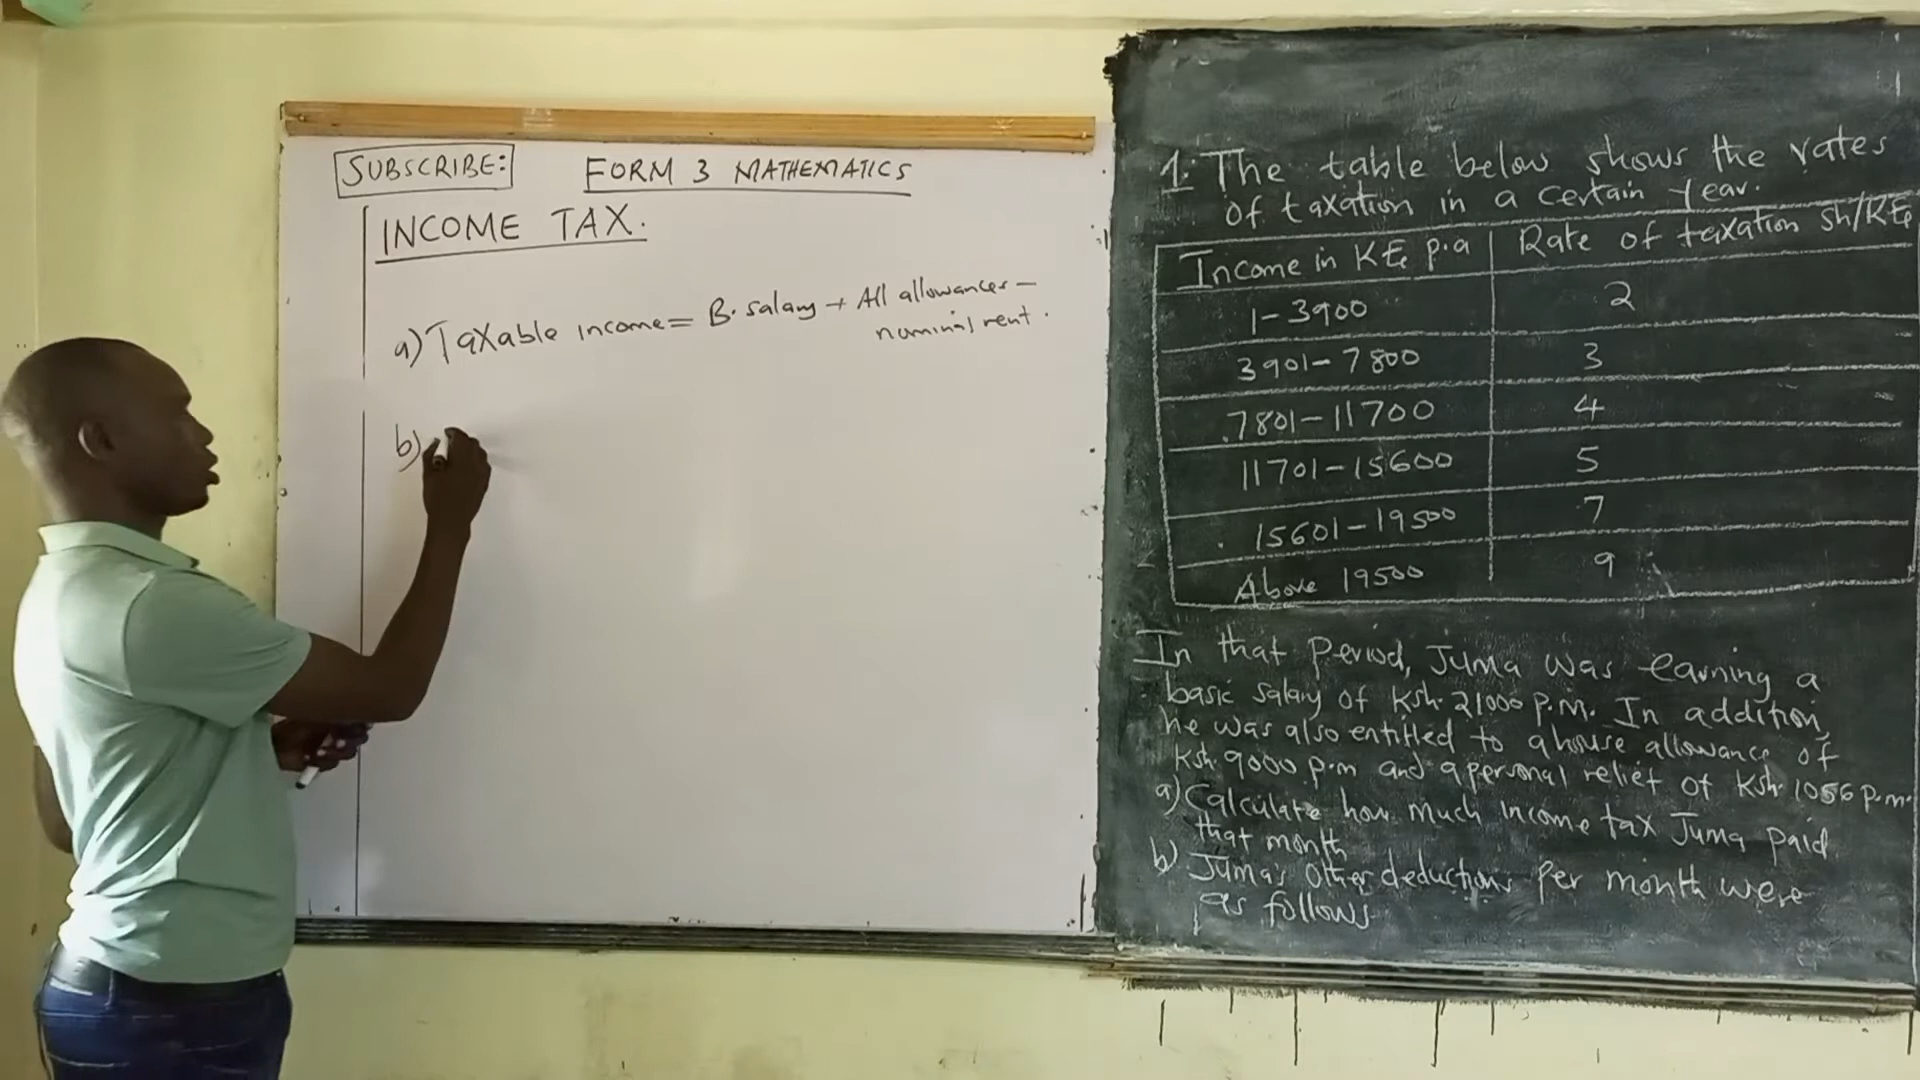 SUBSCRIBE: FORM 3 MATHEMATICS
INCOME TAX.
a) Taxable income = B. salary + All allowances -
nominal rent.
b)
1. The table below shows the rates
of taxation in a certain year.
Income in K£ p.a Rate of taxation sh/K£
1-3900 2
3901-7800 3
7801-11700 4
11701-15600 5
15601-19500 7
Above 19500 9
In that period, Juma was earning a
basic salary of Ksh. 21000 p.m. In addition,
he was also entitled to a house allowance of
Ksh. 9000 p.m and a personal relief of Ksh. 1056 p.m.
a) Calculate how much income tax Juma paid
that month
b) Juma's other deductions per month were
as follows